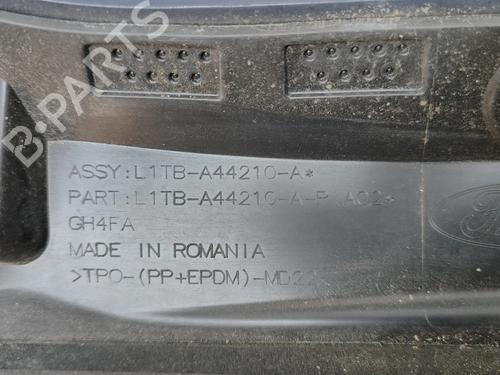 B-PARTS
ASSY:L1TB-A44210-A*
PART:L1TB-A44210-A-P
GH4FA
MADE IN ROMANIA
>TPO-(PP+EPDM)-MD2